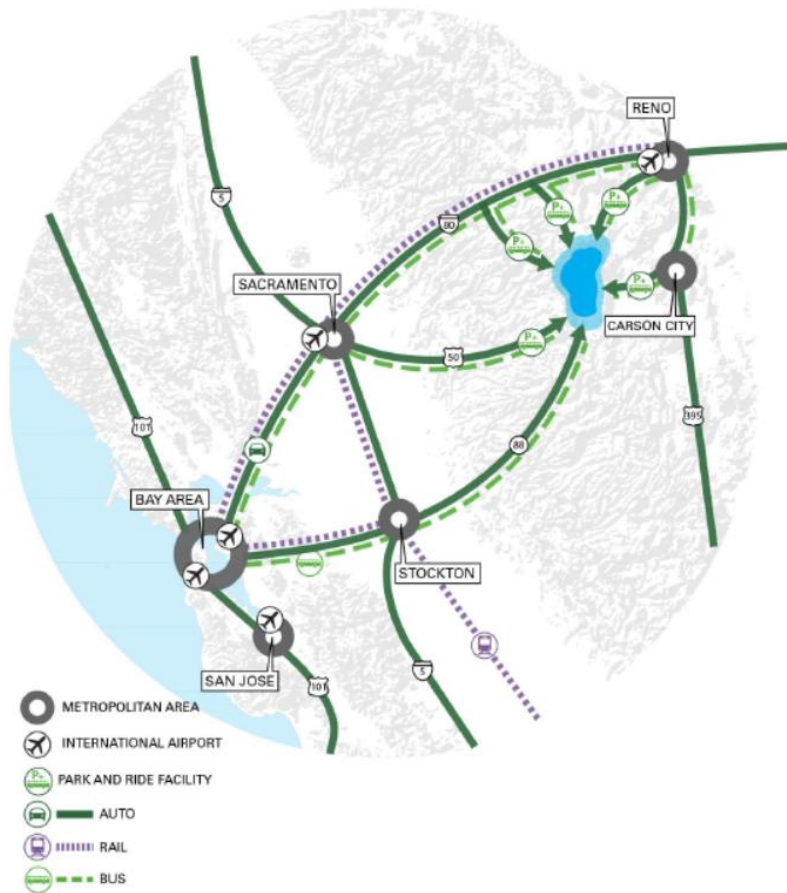 RENO
5
P+
P+
80
P+
SACRAMENTO
P+
CARSON CITY
50
P+
395
101
88
BAY AREA
STOCKTON
SAN JOSE
101
5
METROPOLITAN AREA
INTERNATIONAL AIRPORT
P+
PARK AND RIDE FACILITY
AUTO
RAIL
BUS